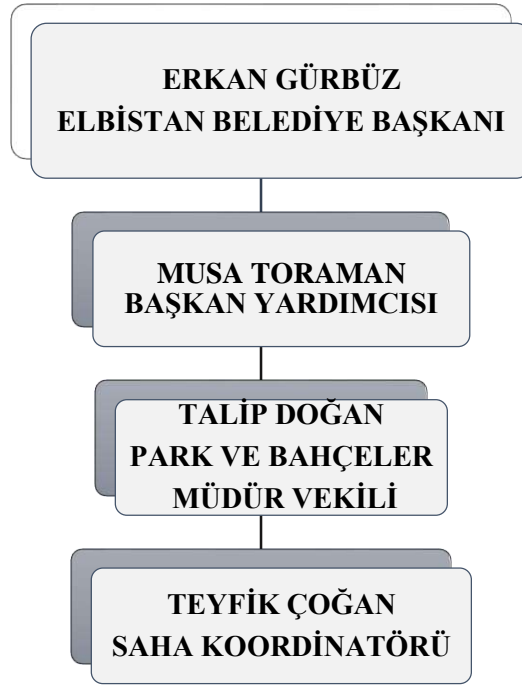 ERKAN GÜRBÜZ
ELBİSTAN BELEDİYE BAŞKANI
MUSA TORAMAN
BAŞKAN YARDIMCISI
TALİP DOĞAN
PARK VE BAHÇELER
MÜDÜR VEKİLİ
TEYFİK ÇOĞAN
SAHA KOORDİNATÖRÜ